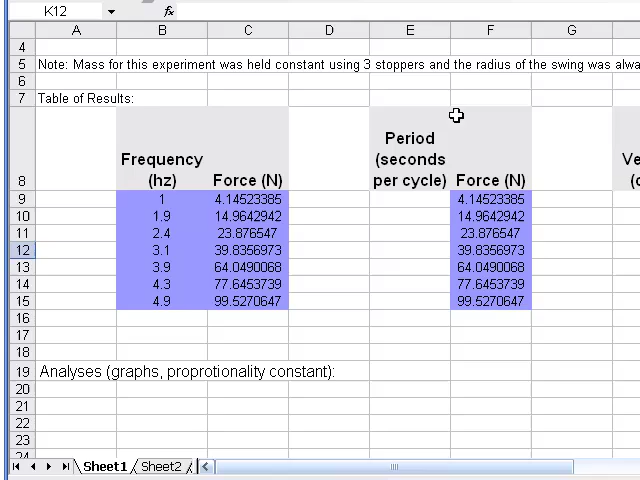 K12 fx
A B C D E F G
4
5 Note: Mass for this experiment was held constant using 3 stoppers and the radius of the swing was alwa
6
7 Table of Results:
Period
Frequency (seconds Ve
8 (hz) Force (N) per cycle) Force (N) (c
9 1 4.14523385 4.14523385
10 1.9 14.9642942 14.9642942
11 2.4 23.876547 23.876547
12 3.1 39.8356973 39.8356973
13 3.9 64.0490068 64.0490068
14 4.3 77.6453739 77.6453739
15 4.9 99.5270647 99.5270647
16
17
18
19 Analyses (graphs, proprotionality constant):
20
21
22
23
24
Sheet1 Sheet2